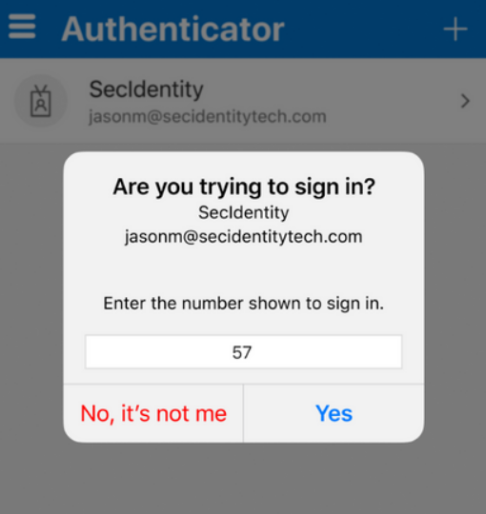 Authenticator
SecIdentity
jasonm@secidentitytech.com
Are you trying to sign in?
SecIdentity
jasonm@secidentitytech.com
Enter the number shown to sign in.
57
No, it's not me
Yes